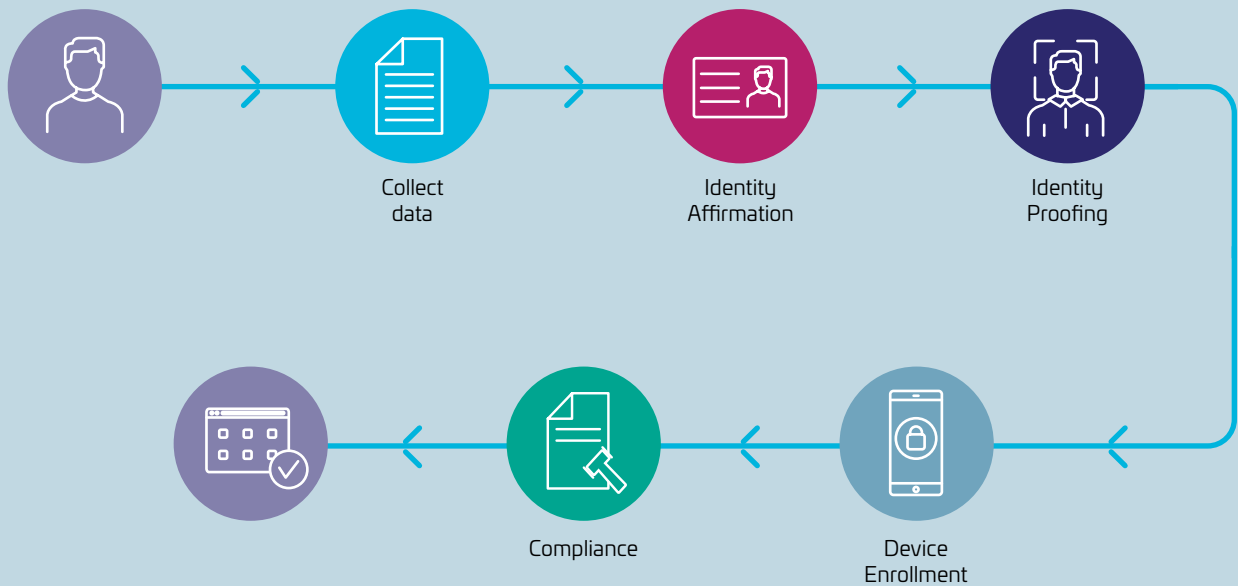 Collect
data
Identity
Affirmation
Identity
Proofing
Compliance
Device
Enrollment